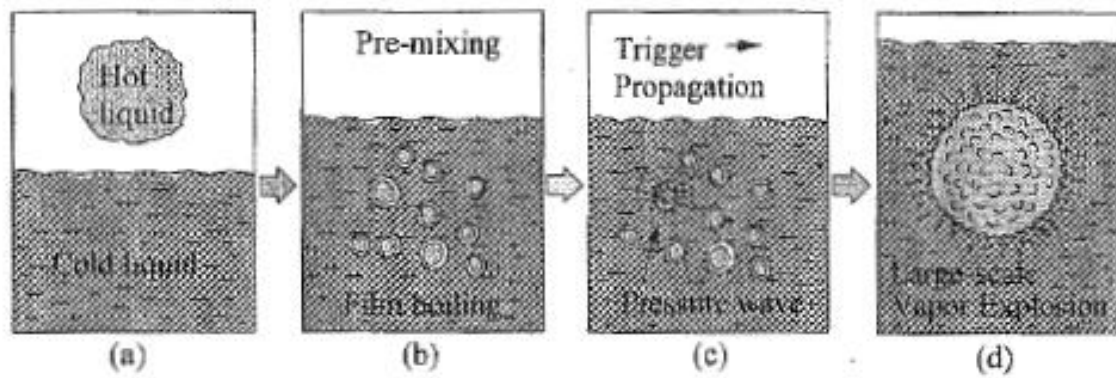 Hot
liquid
Cold liquid
(a)
Pre-mixing
Film boiling
(b)
Trigger
Propagation
Pressure wave
(c)
Large-scale
Vapor Explosion
(d)